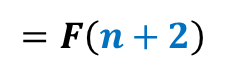 = F(n + 2)